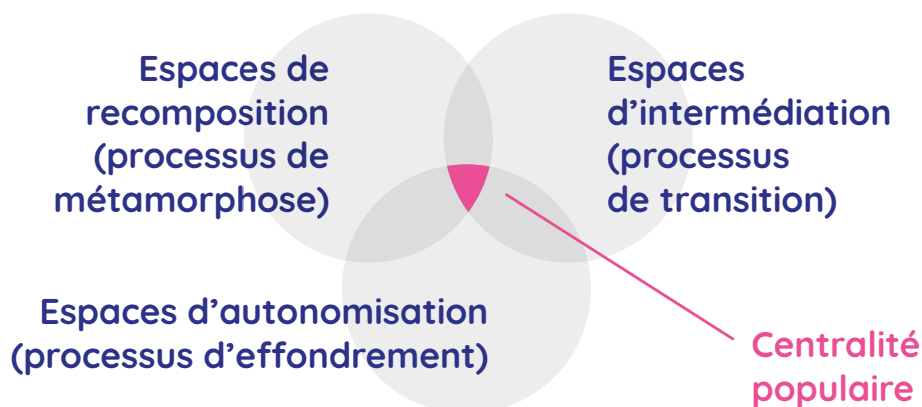 Espaces de
recomposition
(processus de
métamorphose)
Espaces
d’intermédiation
(processus
de transition)
Espaces d’autonomisation
(processus d’effondrement)
Centralité
populaire